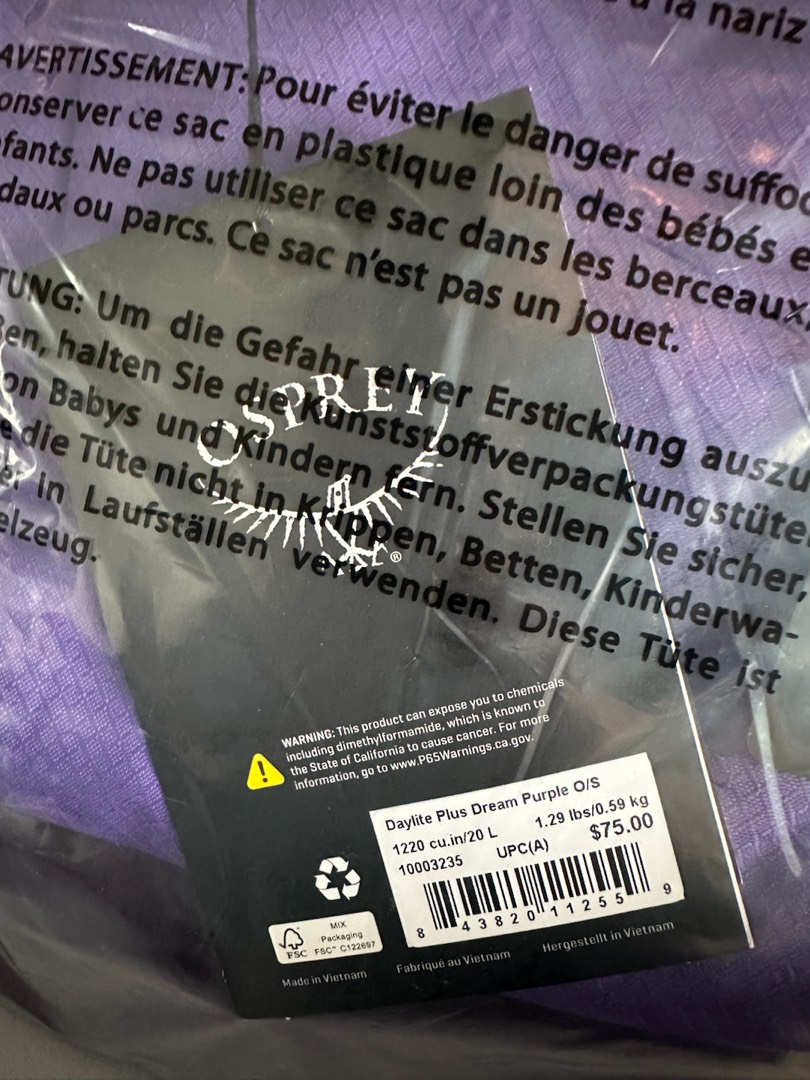 la nariz
AVERTISSEMENT: Pour éviter le danger de suffoc
onserver ce sac en plastique loin des bébés e
fants. Ne pas utiliser ce sac dans les berceaux,
daux ou parcs. Ce sac n'est pas un jouet.
TUNG: Um die Gefahr einer Erstickung auszu
ßen, halten Sie die Kunststoffverpackungstüte
on Babys und Kindern fern. Stellen Sie sicher,
e die Tüte nicht in Krippen, Betten, Kinderwa-
er in Laufställen verwenden. Diese Tüte ist
elzeug.
OSPREY
®
WARNING: This product can expose you to chemicals
including dimethylformamide, which is known to
the State of California to cause cancer. For more
information, go to www.P65Warnings.ca.gov.
Daylite Plus Dream Purple O/S
1220 cu.in/20 L 1.29 lbs/0.59 kg
10003235 UPC(A) $75.00
8 43820 11255 9
MIX
Packaging
FSC FSC™ C122697
Made in Vietnam Fabriqué au Vietnam Hergestellt in Vietnam